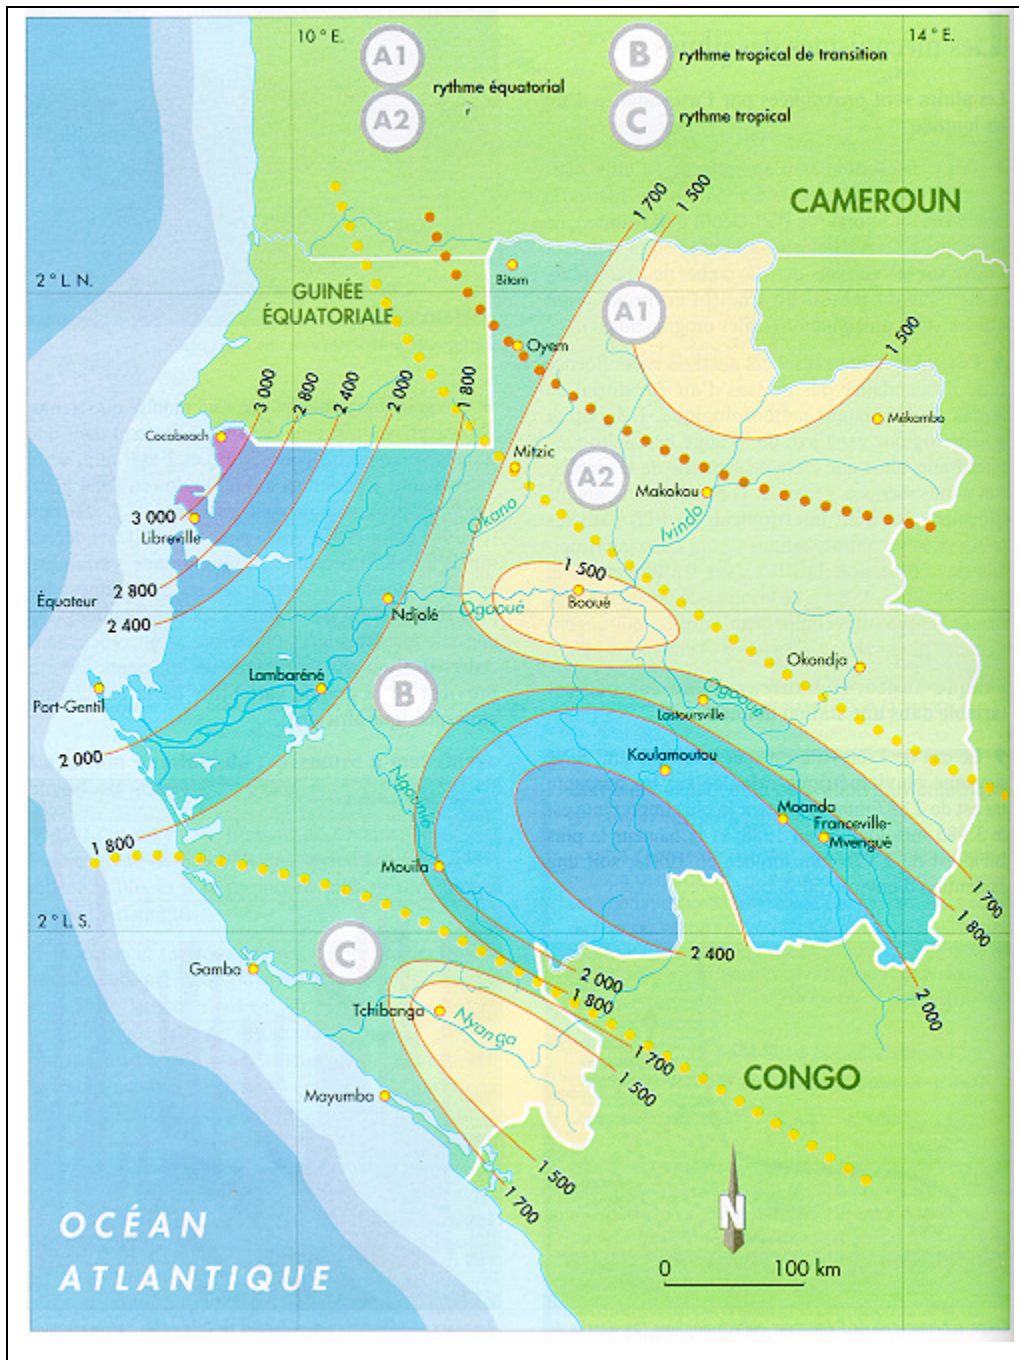 10° E.
14° E.
A1
A2
rythme équatorial
B
rythme tropical de transition
C
rythme tropical
CAMEROUN
1 700
1 500
2° L. N.
Bitam
GUINÉE
ÉQUATORIALE
A1
Oyem
1 500
3 000
2 800
2 400
2 000
1 800
Cocobeach
Mékambo
Mitzic
A2
Makokou
Okano
Ivindo
3 000
Libreville
1 500
2 800
Équateur
Booué
Ogooué
Ndjolé
2 400
Okondja
Lambaréné
B
Ogooué
Port-Gentil
Lastoursville
2 000
Koulamoutou
Ngounié
Moanda
Franceville-
Mvengué
1 800
Mouila
1 700
1 800
2° L. S.
C
2 400
Gamba
2 000
1 800
2 000
Tchibanga
Nyanga
1 700
CONGO
1 500
Mayumba
1 500
1 700
N
OCÉAN
ATLANTIQUE
0 100 km